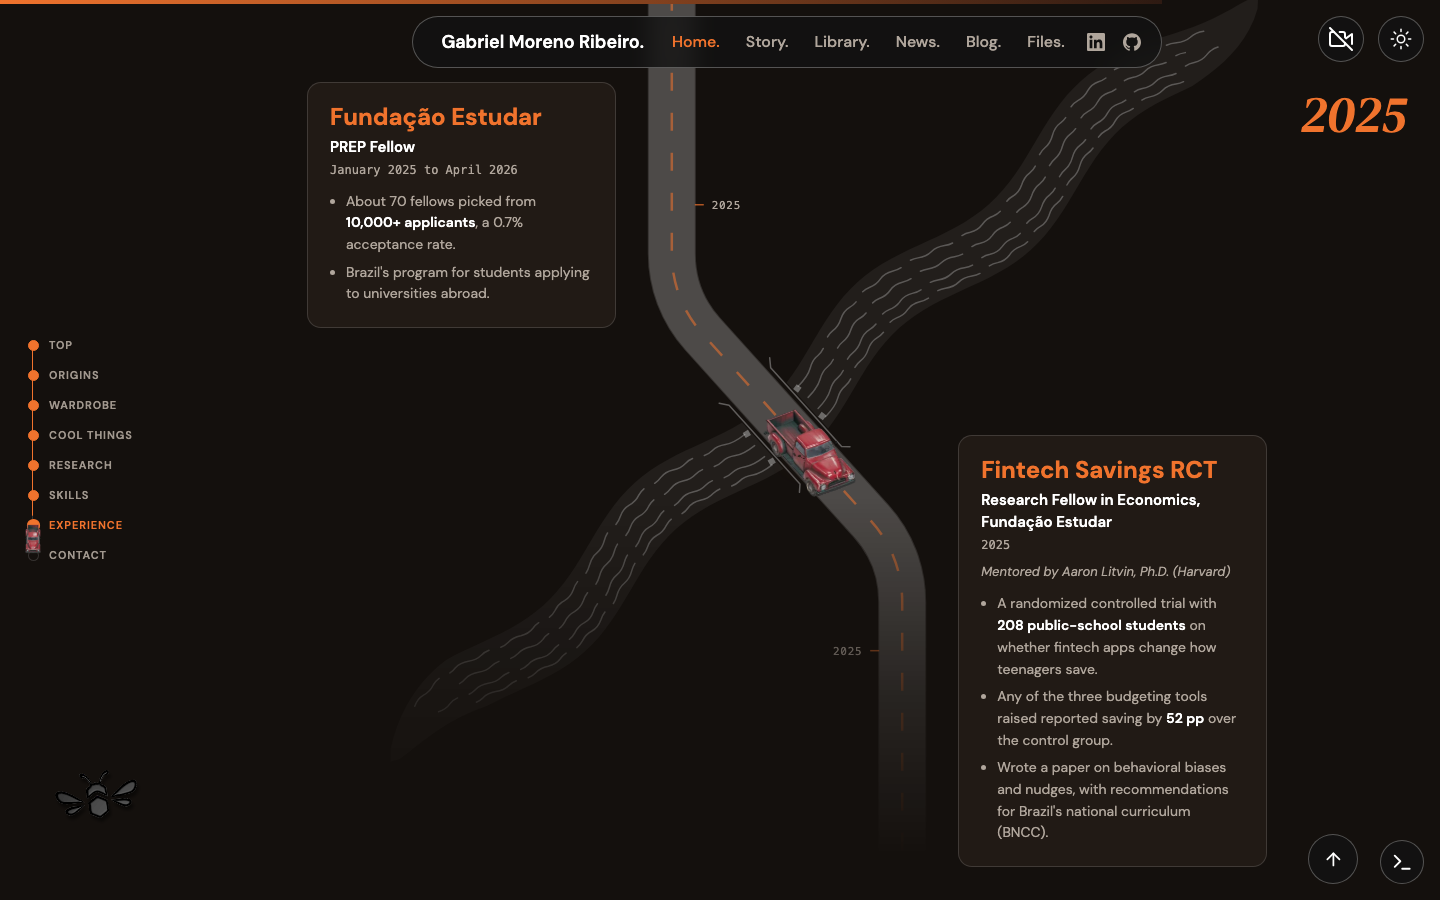 Gabriel Moreno Ribeiro. Home. Story. Library. News. Blog. Files.
2025
Fundação Estudar
PREP Fellow
January 2025 to April 2026
About 70 fellows picked from
10,000+ applicants, a 0.7%
acceptance rate.
Brazil's program for students applying
to universities abroad.
2025
TOP
ORIGINS
WARDROBE
COOL THINGS
RESEARCH
SKILLS
EXPERIENCE
CONTACT
Fintech Savings RCT
Research Fellow in Economics,
Fundação Estudar
2025
Mentored by Aaron Litvin, Ph.D. (Harvard)
A randomized controlled trial with
208 public-school students on
whether fintech apps change how
teenagers save.
Any of the three budgeting tools
raised reported saving by 52 pp over
the control group.
Wrote a paper on behavioral biases
and nudges, with recommendations
for Brazil's national curriculum
(BNCC).
2025